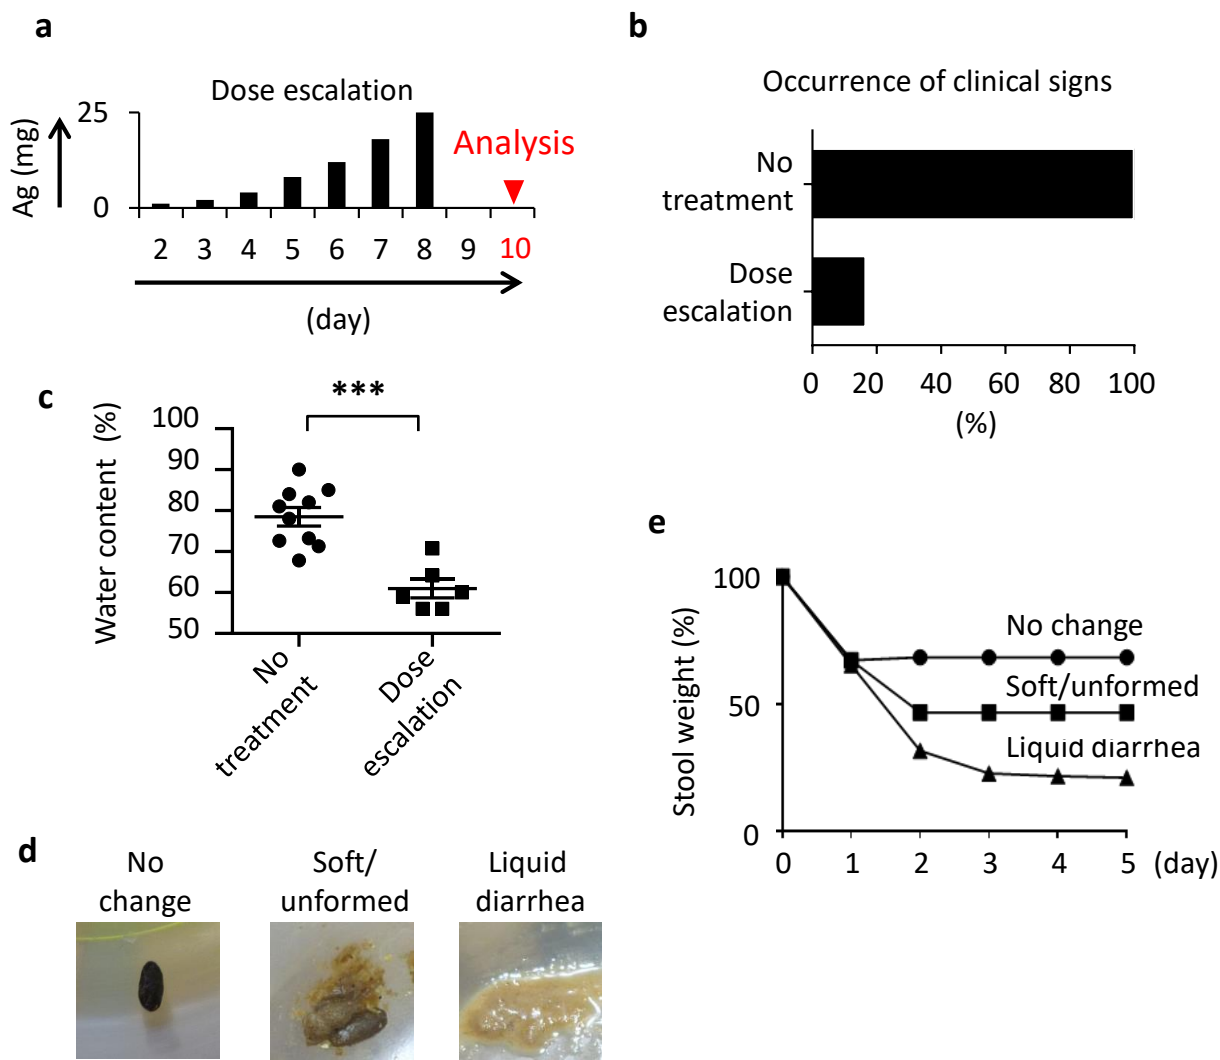 a
Dose escalation
Ag (mg)
25
0
Analysis
2 3 4 5 6 7 8 9 10
(day)
b
Occurrence of clinical signs
No
treatment
Dose
escalation
0 20 40 60 80 100
(%)
c
***
Water content (%)
100
90
80
70
60
50
No
treatment
Dose
escalation
d
No
change
Soft/
unformed
Liquid
diarrhea
e
Stool weight (%)
100
50
0
No change
Soft/unformed
Liquid diarrhea
0 1 2 3 4 5 (day)